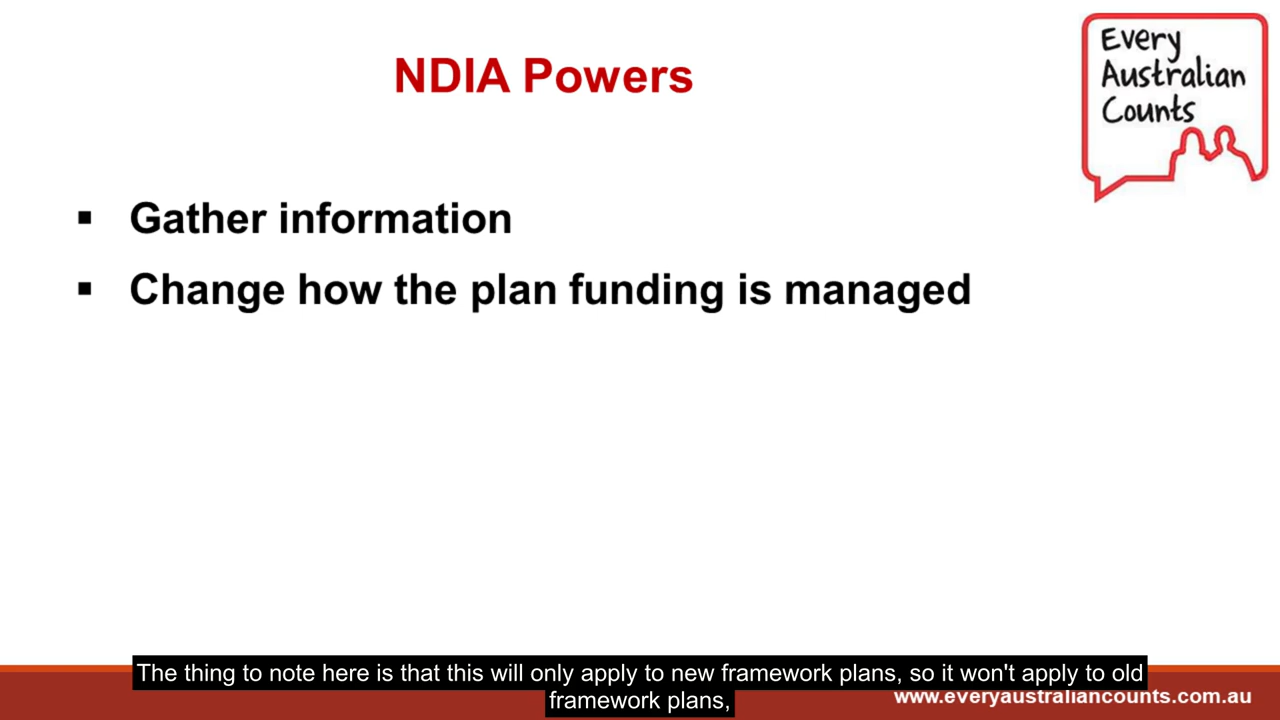 NDIA Powers
Every
Australian
Counts
▪ Gather information
▪ Change how the plan funding is managed
The thing to note here is that this will only apply to new framework plans, so it won't apply to old
framework plans,
www.everyaustraliancounts.com.au